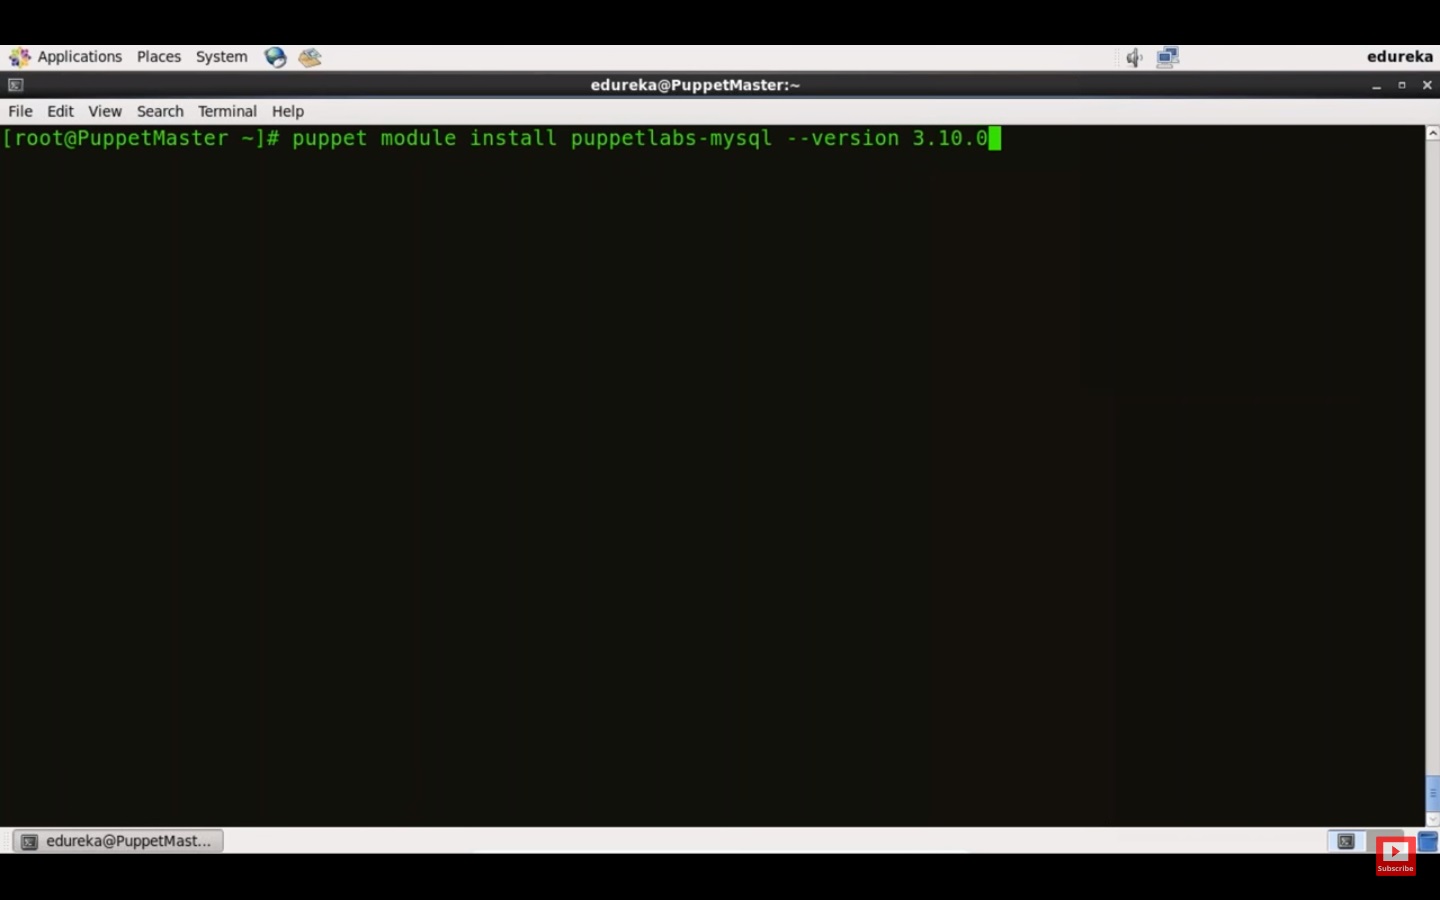 Applications Places System edureka
edureka@PuppetMaster:~
File Edit View Search Terminal Help
[root@PuppetMaster ~]# puppet module install puppetlabs-mysql --version 3.10.0
edureka@PuppetMast...
Subscribe